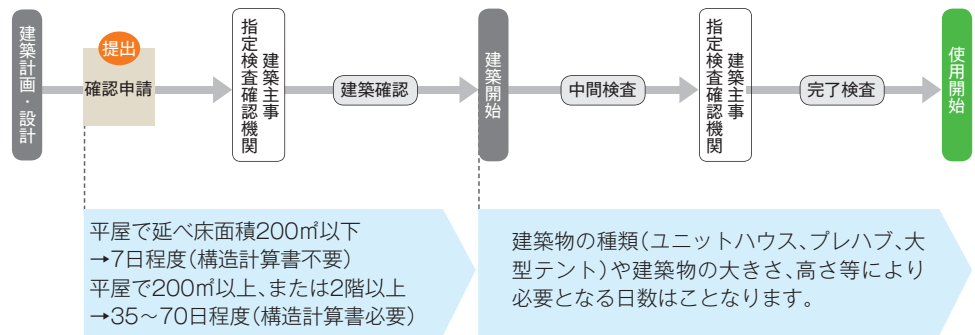 建築計画・設計
提出
確認申請
建築主事
指定検査確認機関
建築確認
建築開始
中間検査
建築主事
指定検査確認機関
完了検査
使用開始
平屋で延べ床面積200㎡以下
→7日程度(構造計算書不要)
平屋で200㎡以上、または2階以上
→35〜70日程度(構造計算書必要)
建築物の種類(ユニットハウス、プレハブ、大
型テント)や建築物の大きさ、高さ等により
必要となる日数はことなります。